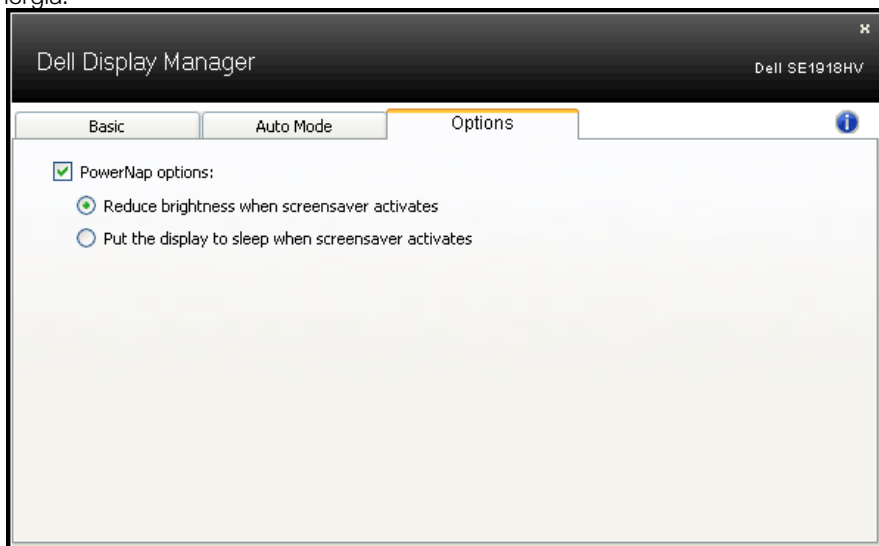 Dell Display Manager
Dell SE1918HV
Basic
Auto Mode
Options
PowerNap options:
Reduce brightness when screensaver activates
Put the display to sleep when screensaver activates